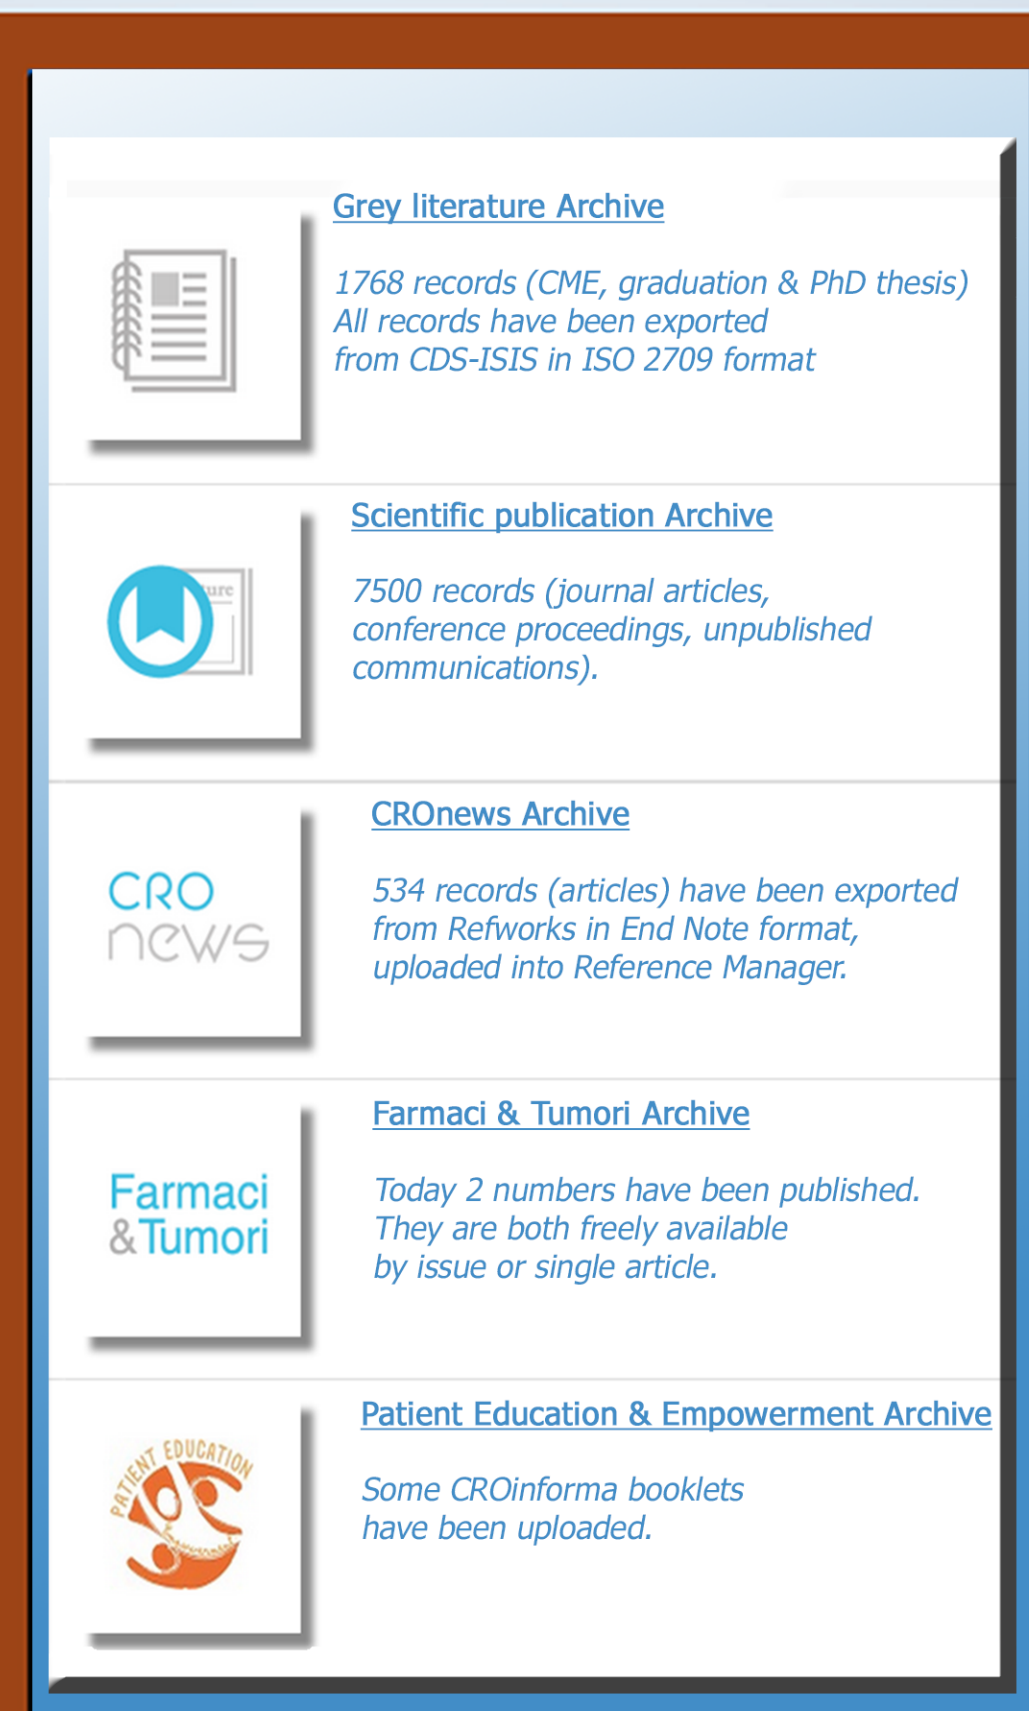 Grey literature Archive
1768 records (CME, graduation & PhD thesis)
All records have been exported
from CDS-ISIS in ISO 2709 format
Scientific publication Archive
ure
7500 records (journal articles,
conference proceedings, unpublished
communications).
CROnews Archive
CRO
news
534 records (articles) have been exported
from Refworks in End Note format,
uploaded into Reference Manager.
Farmaci & Tumori Archive
Farmaci
&Tumori
Today 2 numbers have been published.
They are both freely available
by issue or single article.
Patient Education & Empowerment Archive
PATIENT EDUCATION
Empowerment
Some CROinforma booklets
have been uploaded.